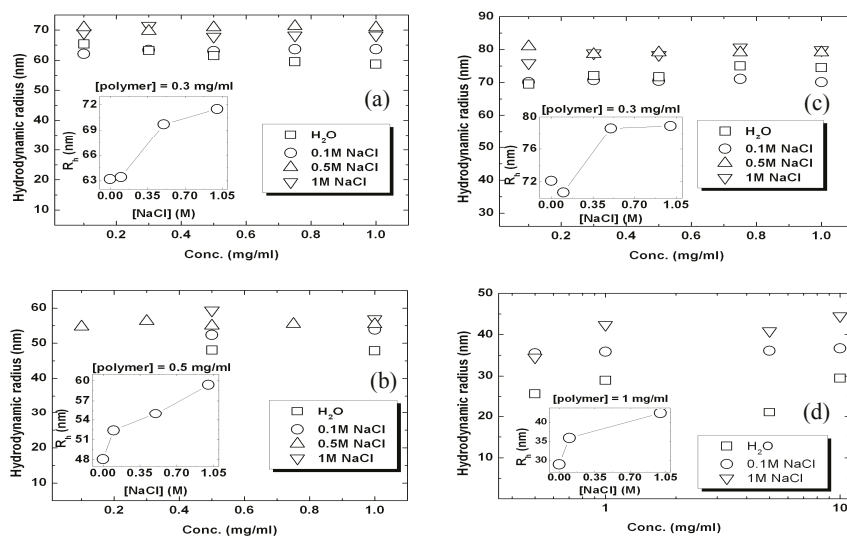 Hydrodynamic radius (nm)
70
60
50
40
30
20
10
0.2 0.4 0.6 0.8 1.0
Conc. (mg/ml)
(a)
[polymer] = 0.3 mg/ml
R_h (nm)
72
69
66
63
0.00 0.35 0.70 1.05
[NaCl] (M)
H₂O
0.1M NaCl
0.5M NaCl
1M NaCl
Hydrodynamic radius (nm)
90
80
70
60
50
40
30
0.2 0.4 0.6 0.8 1.0
Conc. (mg/ml)
(c)
[polymer] = 0.3 mg/ml
R_h (nm)
80
76
72
0.00 0.35 0.70 1.05
[NaCl] (M)
H₂O
0.1M NaCl
0.5M NaCl
1M NaCl
Hydrodynamic radius (nm)
60
50
40
30
20
10
0.2 0.4 0.6 0.8 1.0
Conc. (mg/ml)
(b)
[polymer] = 0.5 mg/ml
R_h (nm)
60
57
54
51
48
0.00 0.35 0.70 1.05
[NaCl] (M)
H₂O
0.1M NaCl
0.5M NaCl
1M NaCl
Hydrodynamic radius (nm)
50
40
30
20
10
0
1 10
Conc. (mg/ml)
(d)
[polymer] = 1 mg/ml
R_h (nm)
40
35
30
0.00 0.35 0.70 1.05
[NaCl] (M)
H₂O
0.1M NaCl
1M NaCl